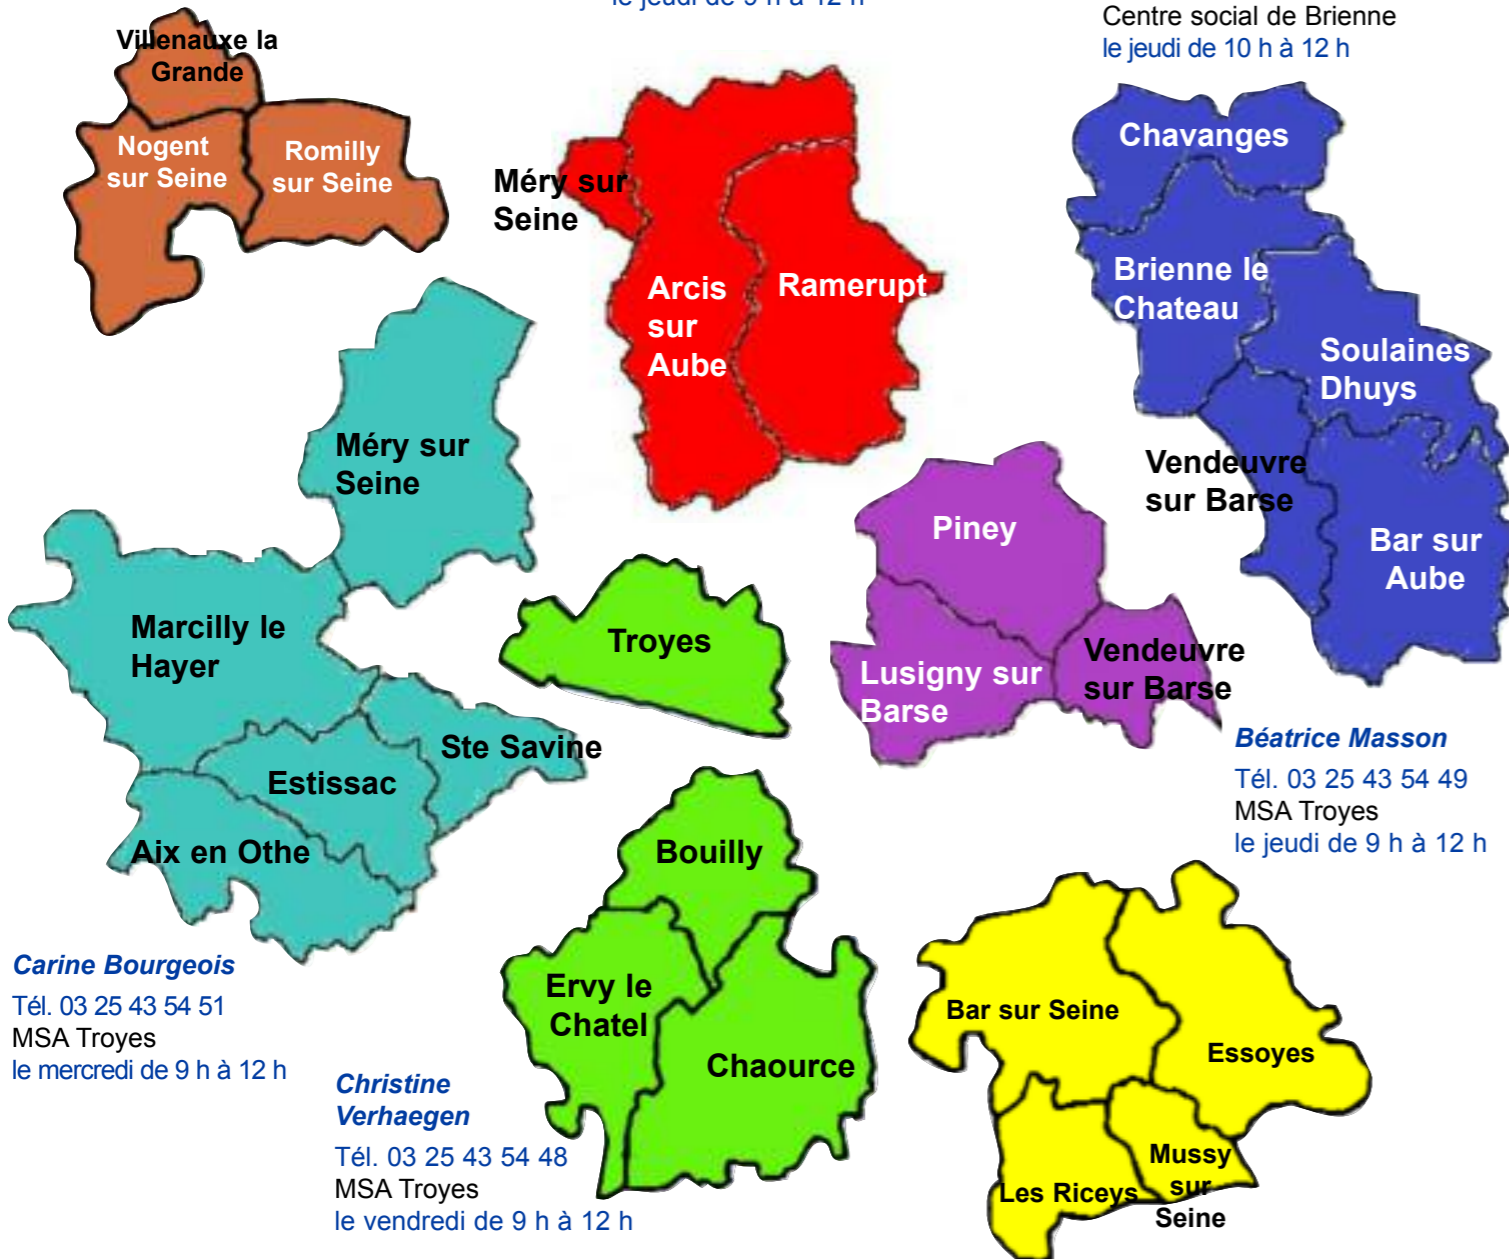 le jeudi de 9 h à 12 h
Centre social de Brienne
le jeudi de 10 h à 12 h
Villenauxe la
Grande
Nogent
sur Seine
Romilly
sur Seine
Méry sur
Seine
Arcis
sur
Aube
Ramerupt
Chavanges
Brienne le
Chateau
Soulaines
Dhuys
Vendeuvre
sur Barse
Bar sur
Aube
Méry sur
Seine
Marcilly le
Hayer
Ste Savine
Estissac
Aix en Othe
Troyes
Piney
Lusigny sur
Barse
Vendeuvre
sur Barse
Béatrice Masson
Tél. 03 25 43 54 49
MSA Troyes
le jeudi de 9 h à 12 h
Carine Bourgeois
Tél. 03 25 43 54 51
MSA Troyes
le mercredi de 9 h à 12 h
Bouilly
Ervy le
Chatel
Chaource
Christine
Verhaegen
Tél. 03 25 43 54 48
MSA Troyes
le vendredi de 9 h à 12 h
Bar sur Seine
Essoyes
Les Riceys
Mussy
sur
Seine